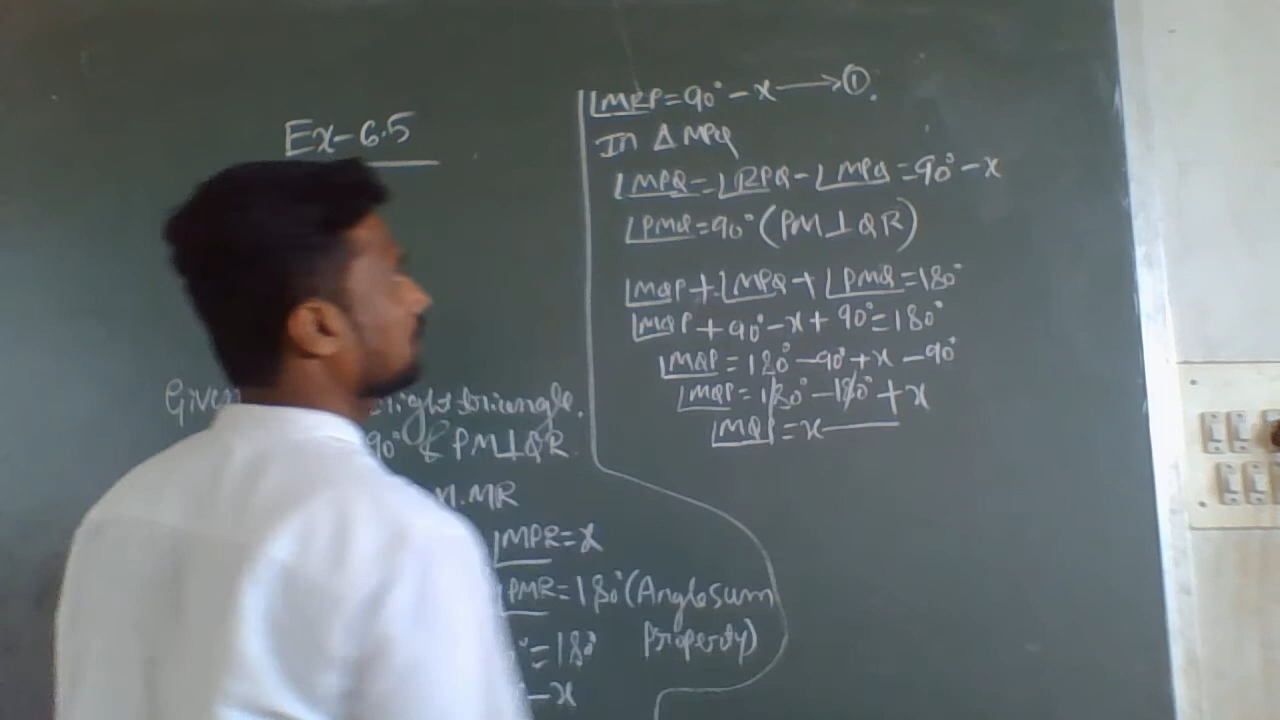 Ex-6.5
Given right triangle.
90° & PM⊥QR.
M.MR
∠MPR=x
∠PMR=180°(Angle sum
property)
°=180
-x
∠MRP=90°-x→①.
In △MPQ
∠MPQ=∠RPQ-∠MPQ=90°-x
∠PMQ=90°(PM⊥QR)
∠MQP+∠MPQ+∠PMQ=180°
∠MQP+90°-x+90°=180°
∠MQP=180°-90°+x-90°
∠MQP=180°-180°+x
∠MQP=x